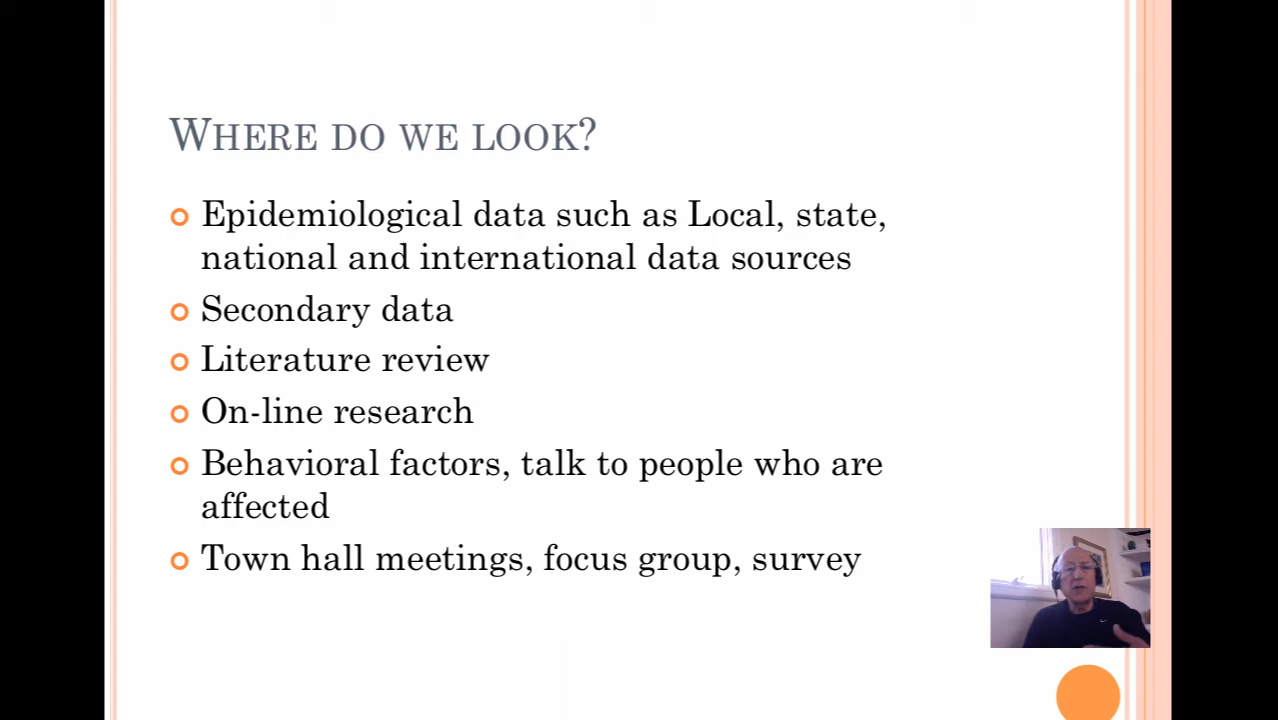 Where do we look?
Epidemiological data such as Local, state,
national and international data sources
Secondary data
Literature review
On-line research
Behavioral factors, talk to people who are
affected
Town hall meetings, focus group, survey